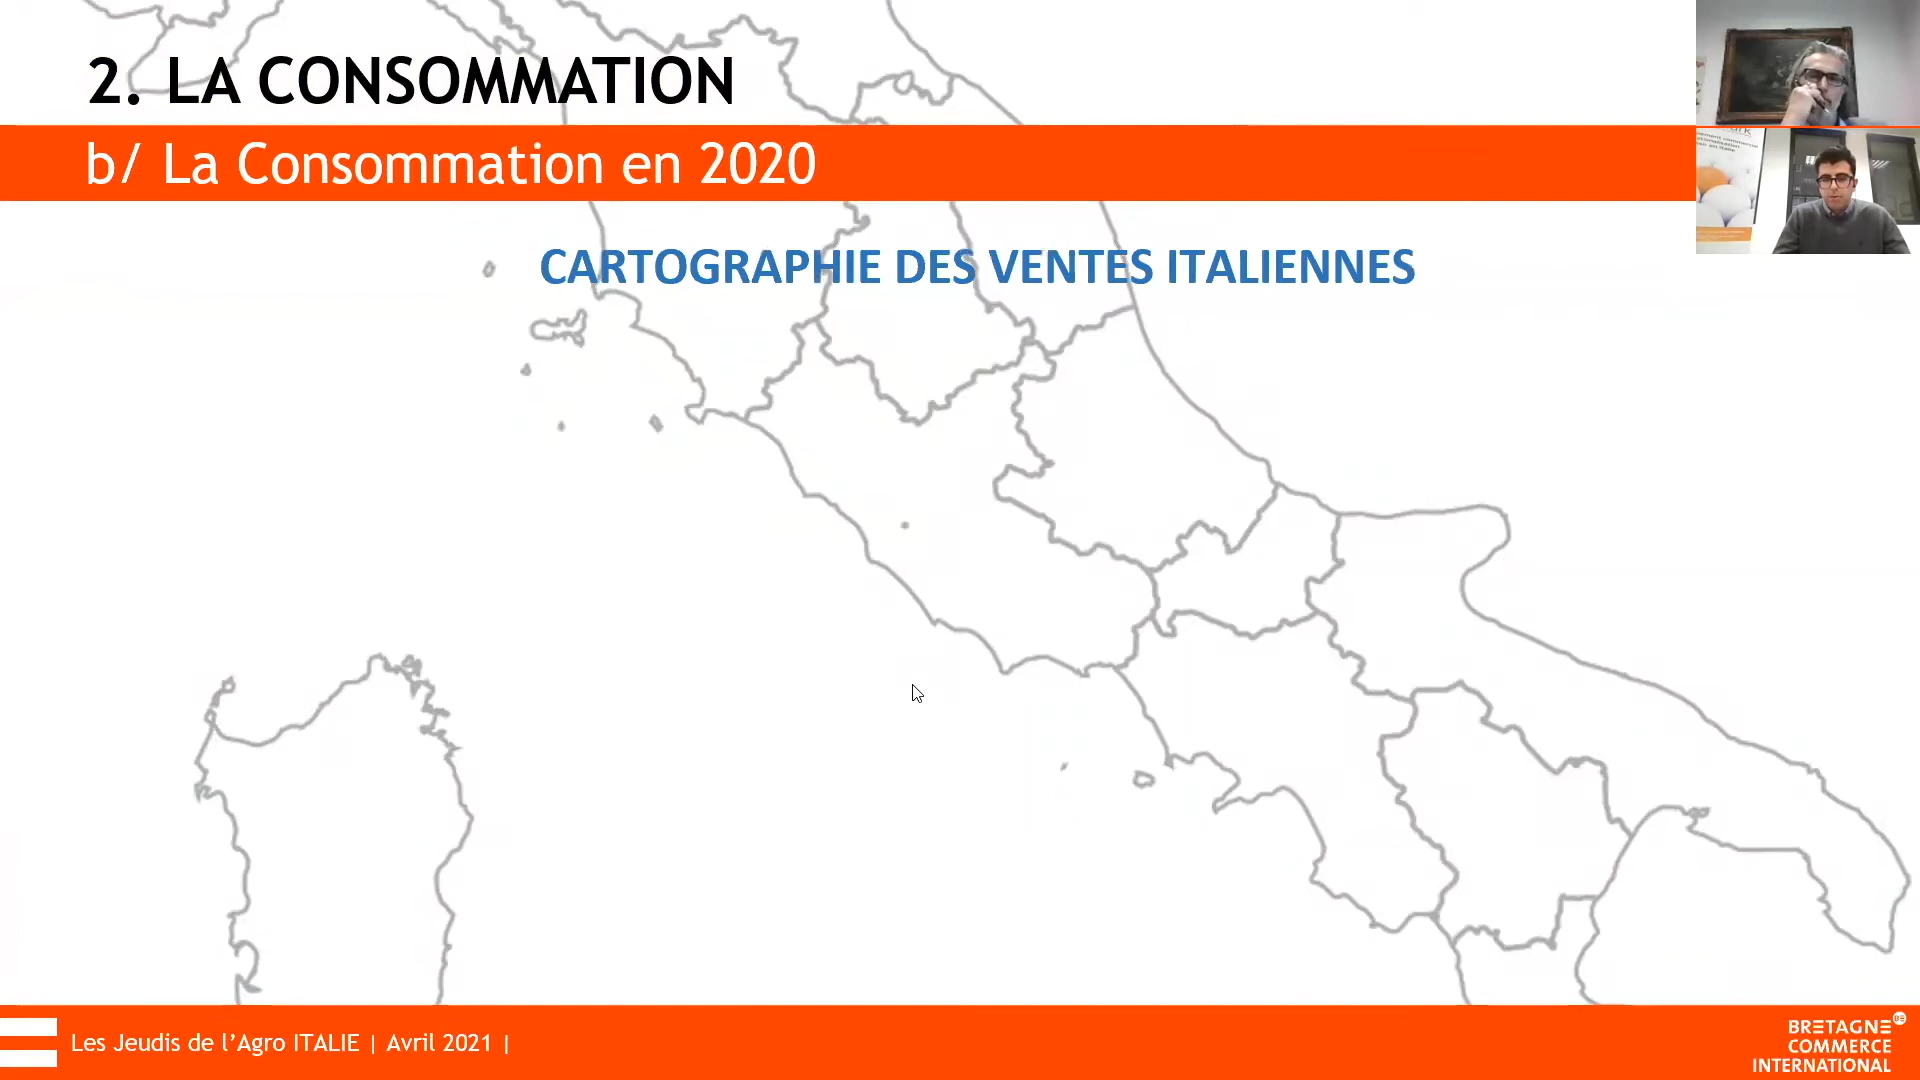 2. LA CONSOMMATION
b/ La Consommation en 2020
CARTOGRAPHIE DES VENTES ITALIENNES
Les Jeudis de l’Agro ITALIE | Avril 2021 |
BRETAGNE
COMMERCE
INTERNATIONAL